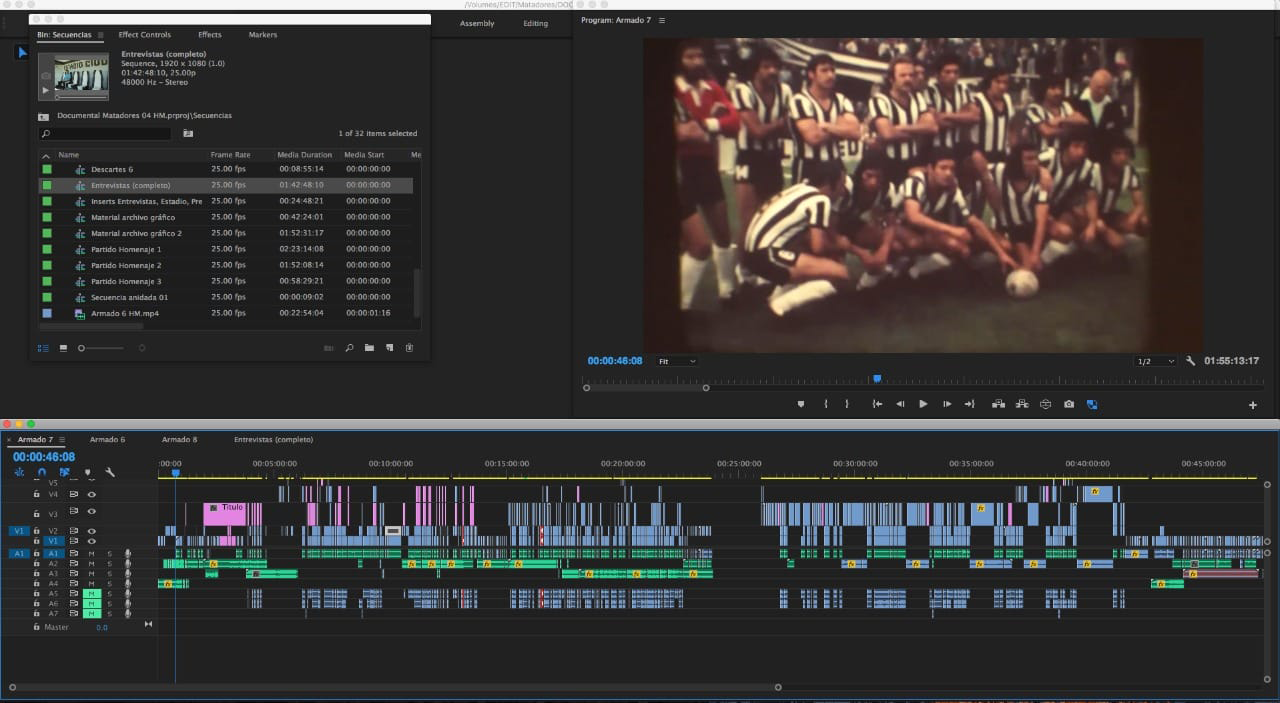 /Volumes/EDIT/Matadores/DOC
Assembly Editing
Bin: Secuencias Effect Controls Effects Markers
Entrevistas (completo)
Sequence, 1920 x 1080 (1.0)
01:42:48:10, 25.00p
48000 Hz - Stereo
Documental Matadores 04 HM.prproj\Secuencias
1 of 32 items selected
Name Frame Rate Media Duration Media Start Me
Descartes 6 25.00 fps 00:08:55:14 00:00:00:00
Entrevistas (completo) 25.00 fps 01:42:48:10 00:00:00:00
Inserts Entrevistas, Estadio, Pre 25.00 fps 00:24:48:21 00:00:00:00
Material archivo gráfico 25.00 fps 00:42:24:01 00:00:00:00
Material archivo gráfico 2 25.00 fps 01:52:31:17 00:00:00:00
Partido Homenaje 1 25.00 fps 02:23:14:08 00:00:00:00
Partido Homenaje 2 25.00 fps 01:52:08:14 00:00:00:00
Partido Homenaje 3 25.00 fps 00:58:29:21 00:00:00:00
Secuencia anidada 01 25.00 fps 00:00:09:02 00:00:00:00
Armado 6 HM.mp4 25.00 fps 00:22:54:04 00:00:01:16
Program: Armado 7
00:00:46:08 Fit 1/2 01:55:13:17
Armado 7 Armado 6 Armado 8 Entrevistas (completo)
00:00:46:08
:00:00 00:05:00:00 00:10:00:00 00:15:00:00 00:20:00:00 00:25:00:00 00:30:00:00 00:35:00:00 00:40:00:00 00:45:00:00
V5
V4
V3 Titulo
V1 V2
V1
A1 A1 M S
A2 M S
A3 M S
A4 M S
A5 M S
A6 M S
A7 M S
Master 0.0